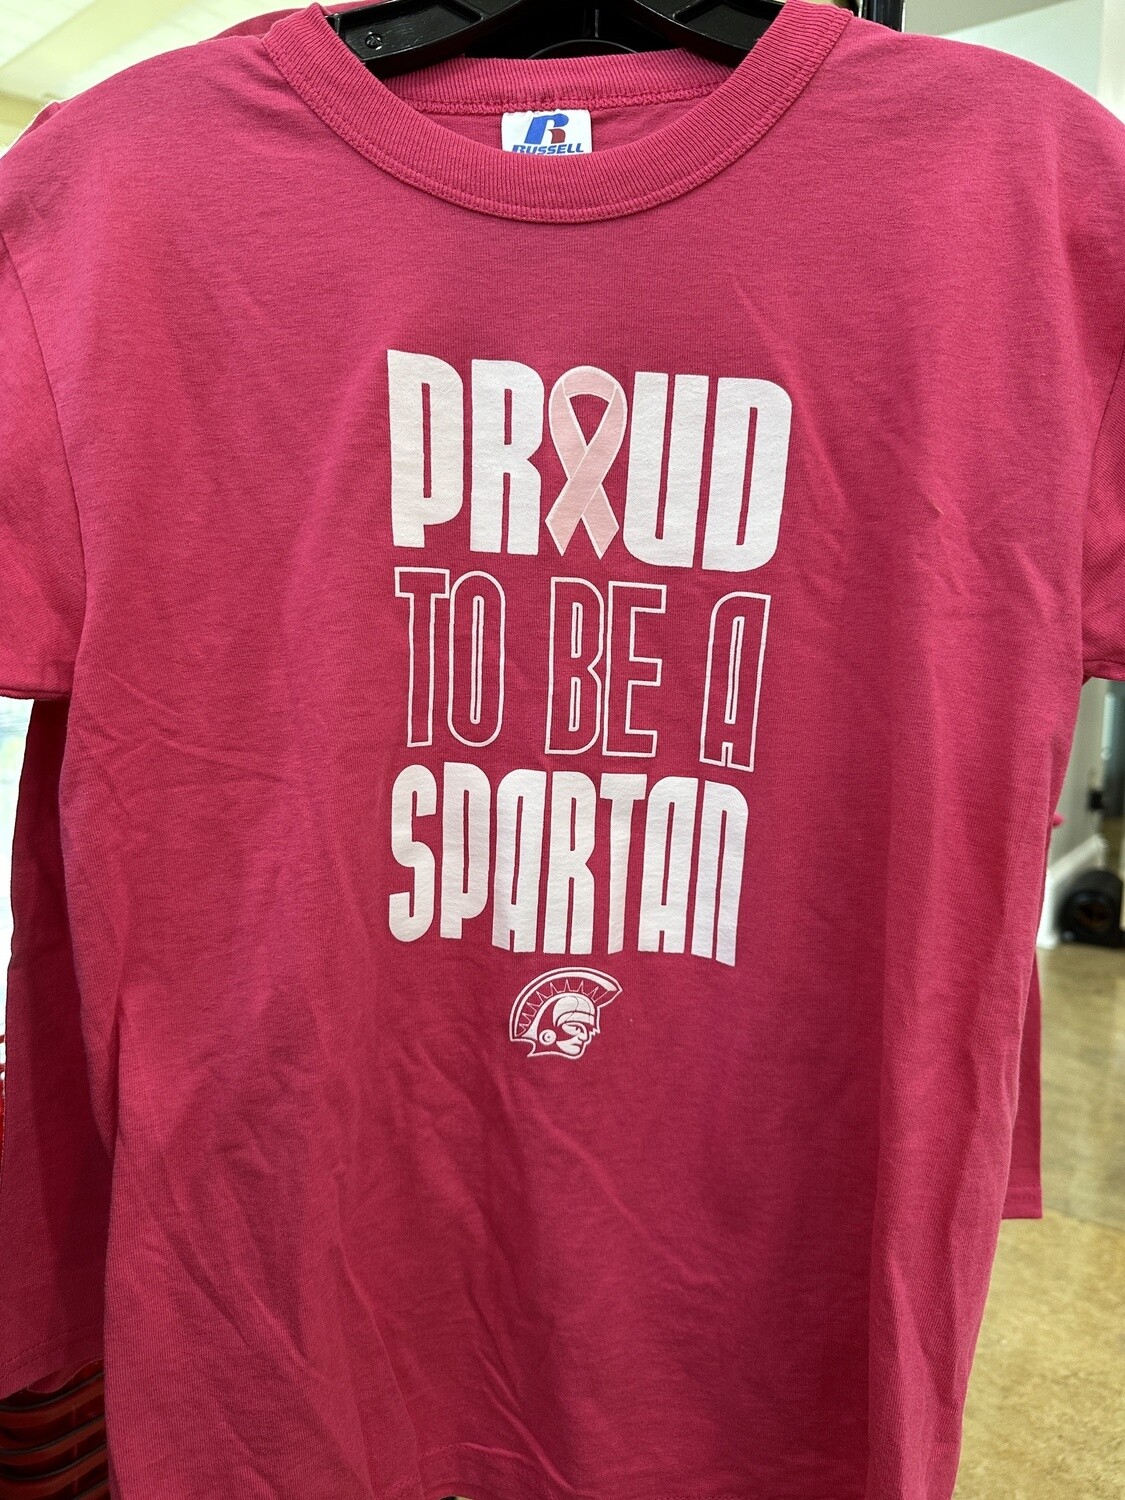 RUSSELL
PROUD
TO BE A
SPARTAN